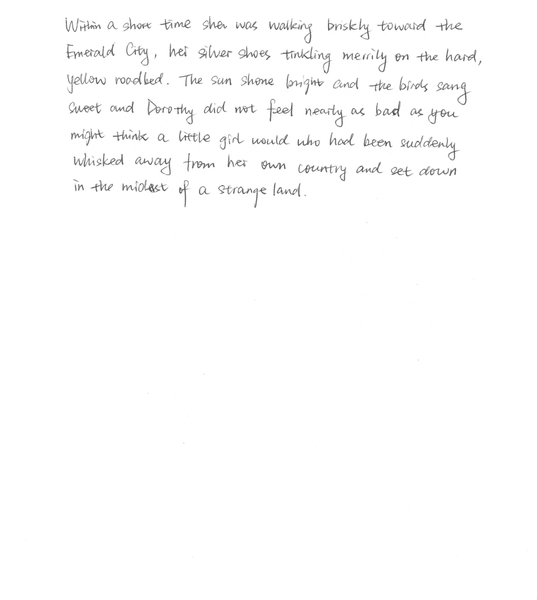 Within a short time she was walking briskly toward the
Emerald City, her silver shoes tinkling merrily on the hard,
yellow roadbed. The sun shone bright and the birds sang
sweet and Dorothy did not feel nearly as bad as you
might think a little girl would who had been suddenly
whisked away from her own country and set down
in the midst of a strange land.